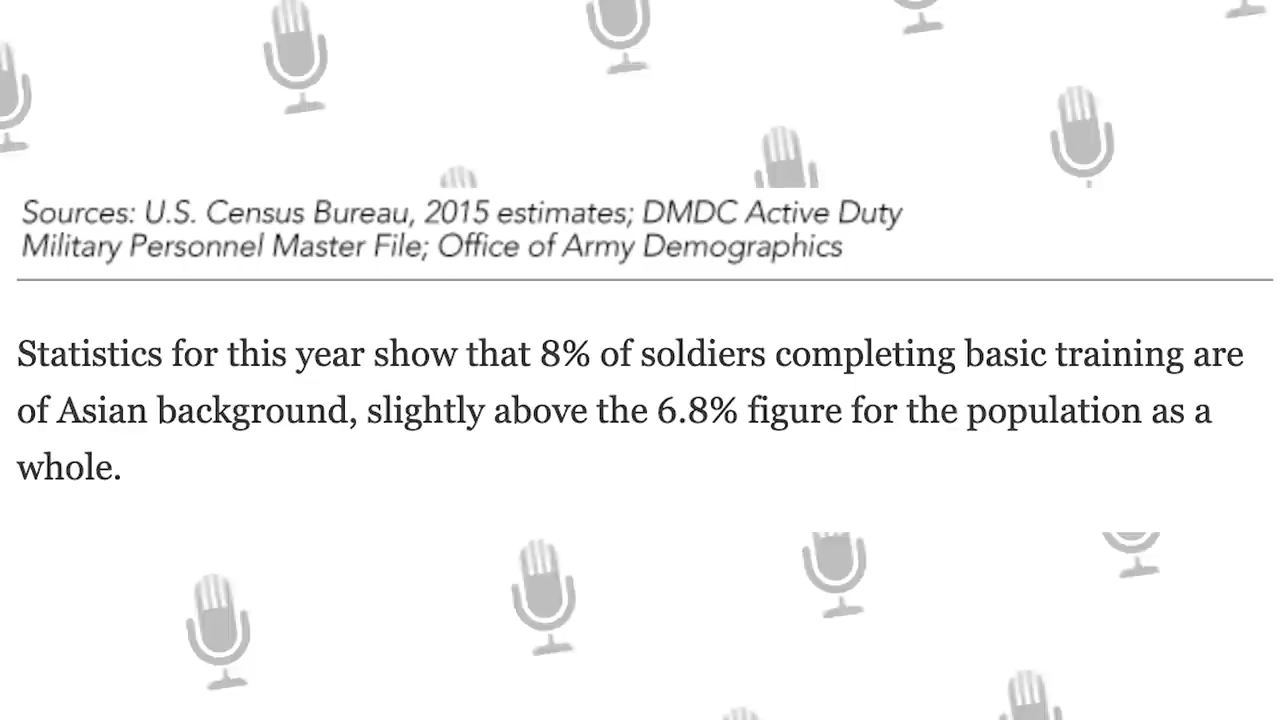 Sources: U.S. Census Bureau, 2015 estimates; DMDC Active Duty
Military Personnel Master File; Office of Army Demographics
Statistics for this year show that 8% of soldiers completing basic training are
of Asian background, slightly above the 6.8% figure for the population as a
whole.